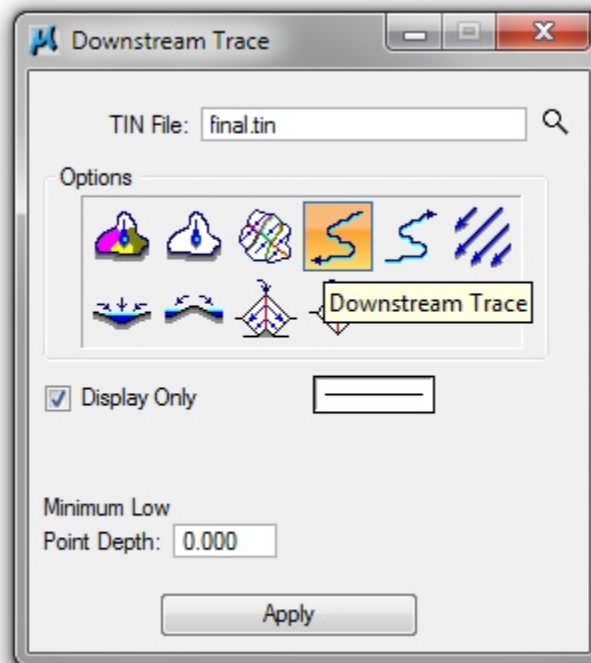 Downstream Trace
TIN File: final.tin
Options
Downstream Trace
Display Only
Minimum Low
Point Depth: 0.000
Apply